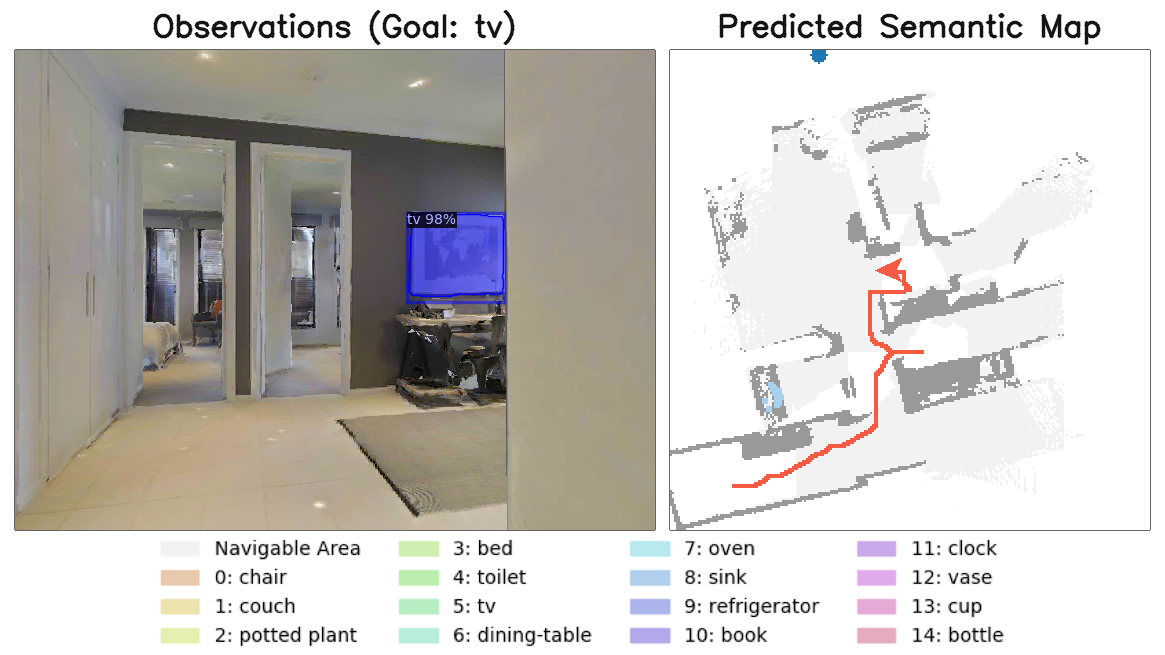 Observations (Goal: tv)
Predicted Semantic Map
tv 98%
Navigable Area
0: chair
1: couch
2: potted plant
3: bed
4: toilet
5: tv
6: dining-table
7: oven
8: sink
9: refrigerator
10: book
11: clock
12: vase
13: cup
14: bottle